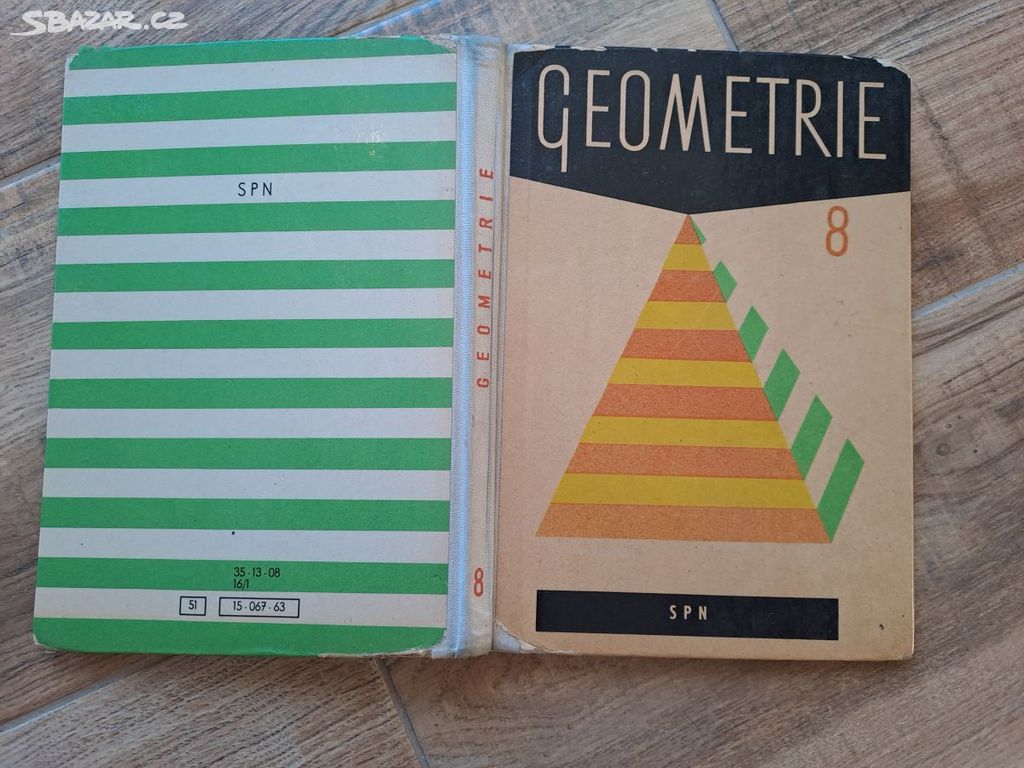 SBAZAR.CZ
SPN
35-13-08
16/1
51 15-067-63
GEOMETRIE
8
GEOMETRIE
8
SPN